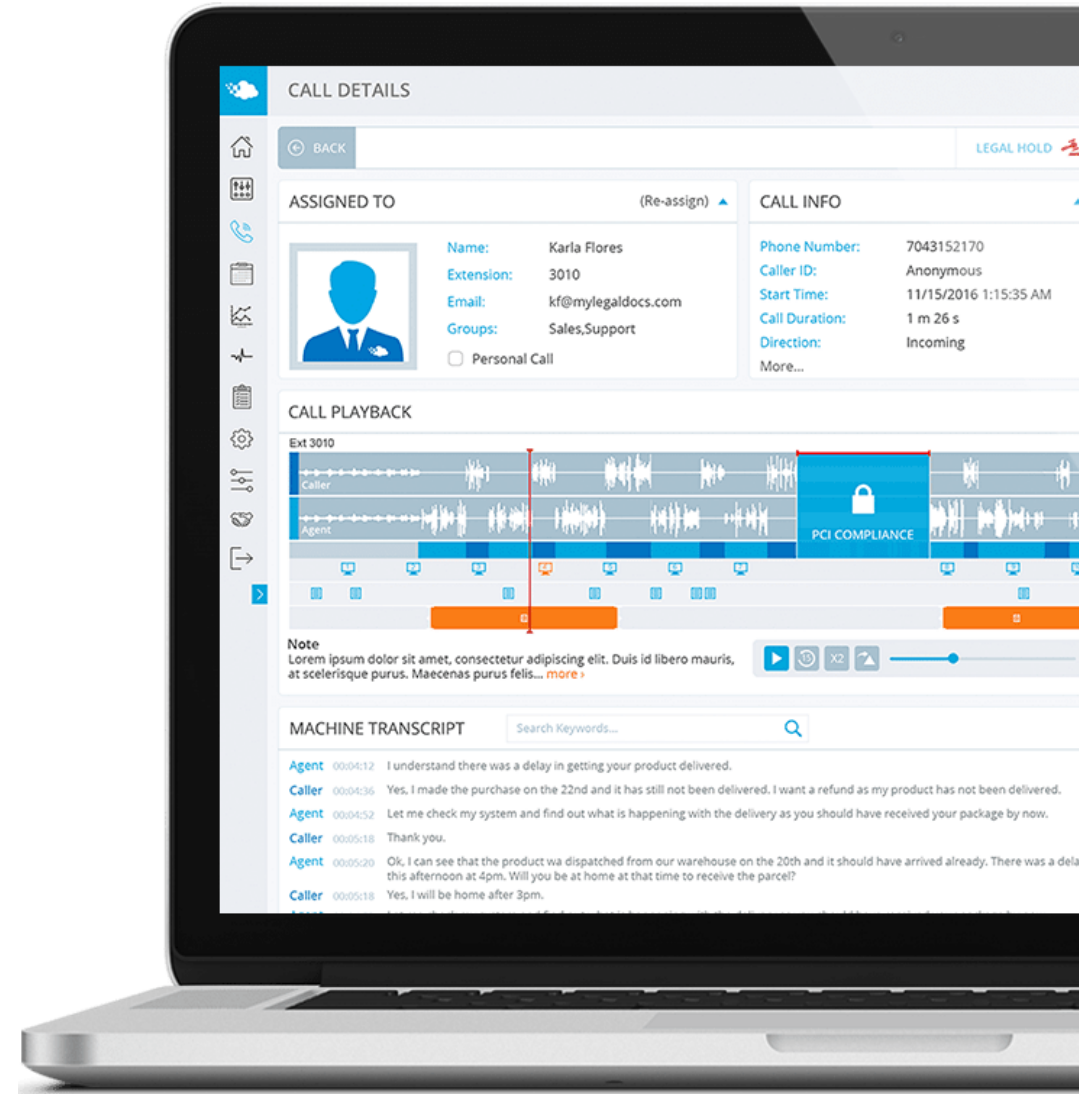 CALL DETAILS
BACK
LEGAL HOLD
ASSIGNED TO
(Re-assign)
Name: Karla Flores
Extension: 3010
Email: kf@mylegaldocs.com
Groups: Sales,Support
Personal Call
CALL INFO
Phone Number: 7043152170
Caller ID: Anonymous
Start Time: 11/15/2016 1:15:35 AM
Call Duration: 1 m 26 s
Direction: Incoming
More...
CALL PLAYBACK
Ext 3010
Caller
Agent
PCI COMPLIANCE
Note
Lorem ipsum dolor sit amet, consectetur adipiscing elit. Duis id libero mauris,
at scelerisque purus. Maecenas purus felis... more ›
15
X2
MACHINE TRANSCRIPT
Search Keywords...
Agent 00:04:12 I understand there was a delay in getting your product delivered.
Caller 00:04:36 Yes, I made the purchase on the 22nd and it has still not been delivered. I want a refund as my product has not been delivered.
Agent 00:04:52 Let me check my system and find out what is happening with the delivery as you should have received your package by now.
Caller 00:05:18 Thank you.
Agent 00:05:20 Ok, I can see that the product wa dispatched from our warehouse on the 20th and it should have arrived already. There was a dela
this afternoon at 4pm. Will you be at home at that time to receive the parcel?
Caller 00:05:18 Yes, I will be home after 3pm.